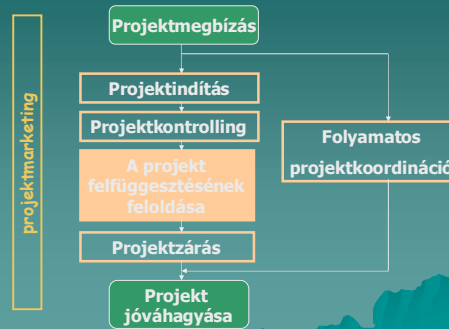 Projektmegbízás
projektmarketing
Projektindítás
Projektkontrolling
Folyamatos
projektkoordináció
A projekt
felfüggesztésének
feloldása
Projektzárás
Projekt
jóváhagyása